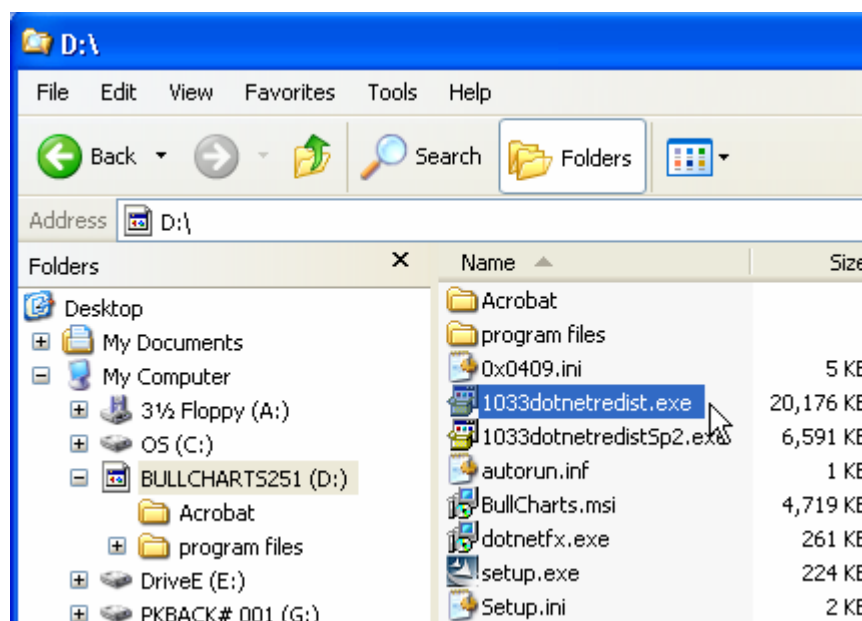 D:\
File Edit View Favorites Tools Help
Back Search Folders
Address D:\
Folders
Name Size
Desktop
My Documents
My Computer
3½ Floppy (A:)
OS (C:)
BULLCHARTS251 (D:)
Acrobat
program files
DriveE (E:)
PKBACK# 001 (G:)
Acrobat
program files
0x0409.ini 5 KB
1033dotnetredist.exe 20,176 KB
1033dotnetredistSp2.exe 6,591 KB
autorun.inf 1 KB
BullCharts.msi 4,719 KB
dotnetfx.exe 261 KB
setup.exe 224 KB
Setup.ini 2 KB